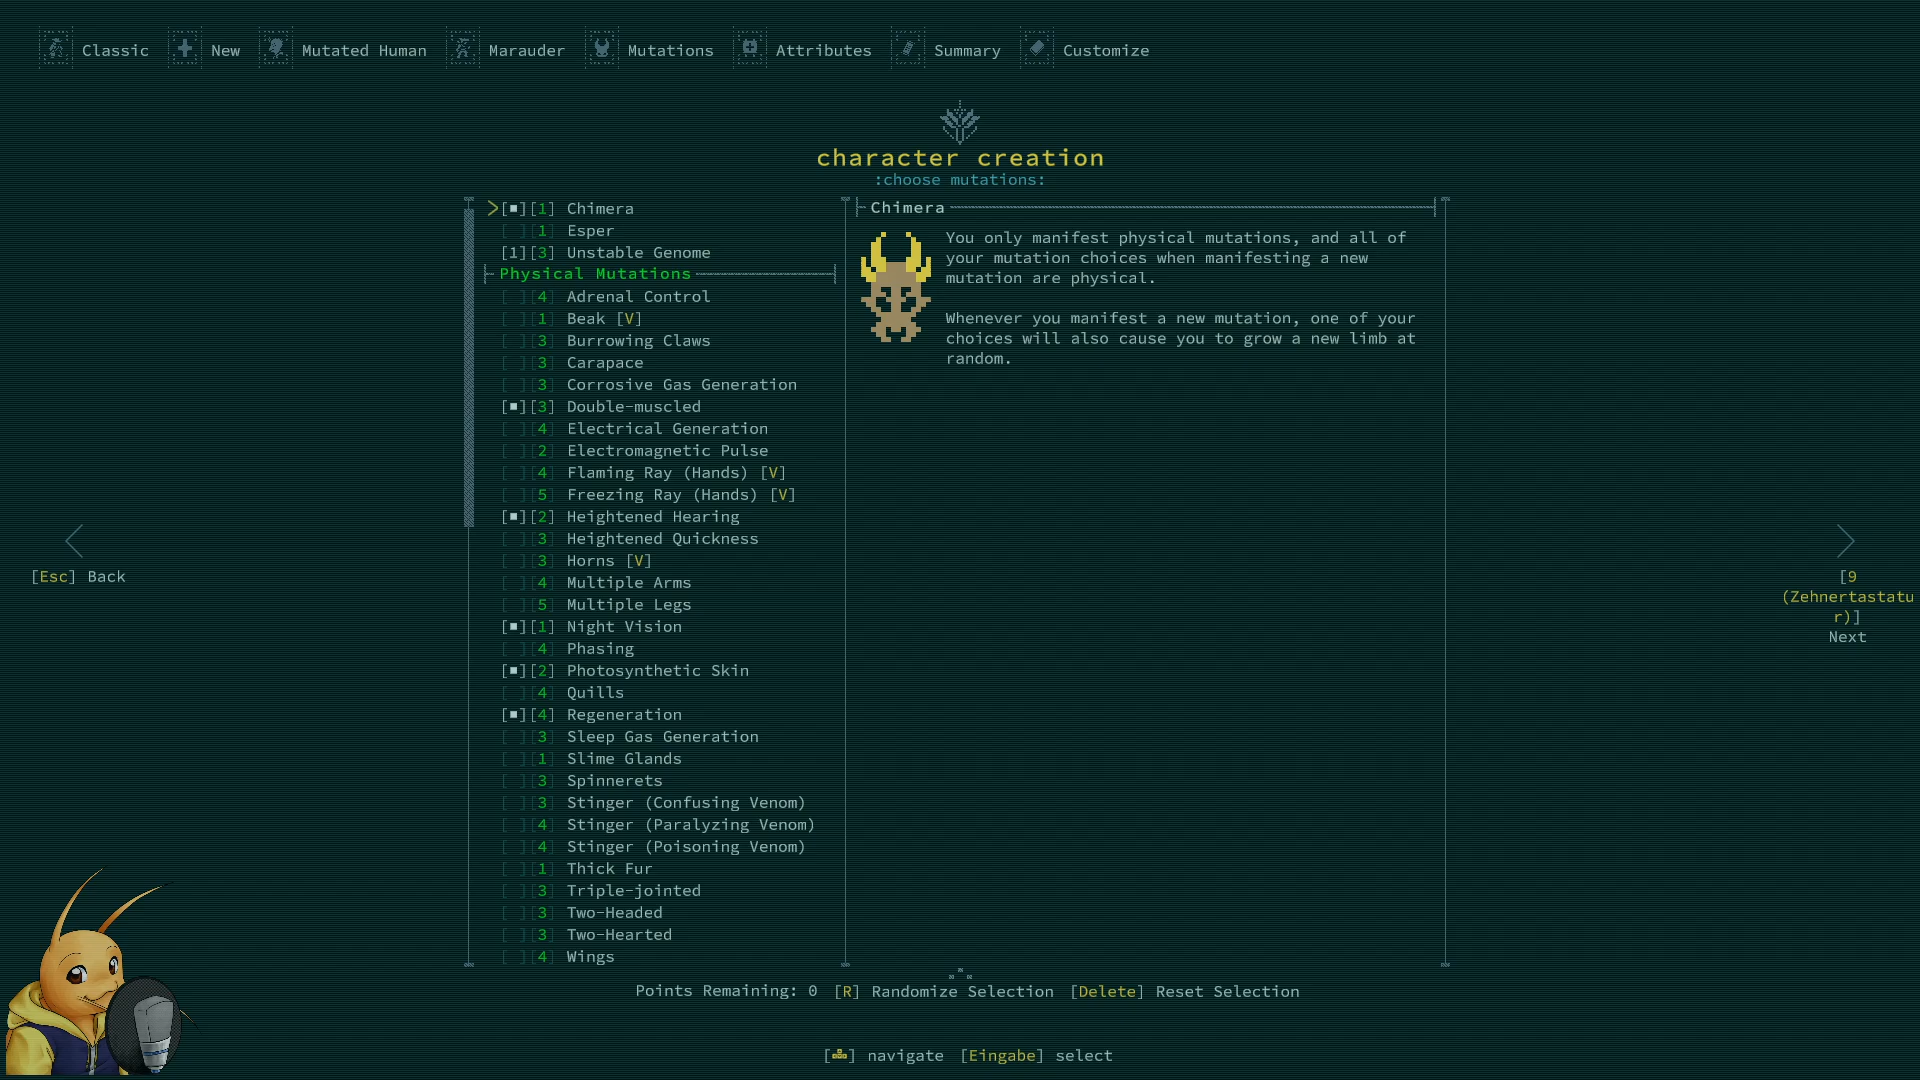 Classic New Mutated Human Marauder Mutations Attributes Summary Customize
character creation
:choose mutations:
>[■][1] Chimera
[ ][1] Esper
[1][3] Unstable Genome
Physical Mutations
[ ][4] Adrenal Control
[ ][1] Beak [V]
[ ][3] Burrowing Claws
[ ][3] Carapace
[ ][3] Corrosive Gas Generation
[■][3] Double-muscled
[ ][4] Electrical Generation
[ ][2] Electromagnetic Pulse
[ ][4] Flaming Ray (Hands) [V]
[ ][5] Freezing Ray (Hands) [V]
[■][2] Heightened Hearing
[ ][3] Heightened Quickness
[ ][3] Horns [V]
[ ][4] Multiple Arms
[ ][5] Multiple Legs
[■][1] Night Vision
[ ][4] Phasing
[■][2] Photosynthetic Skin
[ ][4] Quills
[■][4] Regeneration
[ ][3] Sleep Gas Generation
[ ][1] Slime Glands
[ ][3] Spinnerets
[ ][3] Stinger (Confusing Venom)
[ ][4] Stinger (Paralyzing Venom)
[ ][4] Stinger (Poisoning Venom)
[ ][1] Thick Fur
[ ][3] Triple-jointed
[ ][3] Two-Headed
[ ][3] Two-Hearted
[ ][4] Wings
Chimera
You only manifest physical mutations, and all of
your mutation choices when manifesting a new
mutation are physical.
Whenever you manifest a new mutation, one of your
choices will also cause you to grow a new limb at
random.
[Esc] Back
[9
(Zehnertastatu
r)]
Next
Points Remaining: 0 [R] Randomize Selection [Delete] Reset Selection
navigate [Eingabe] select